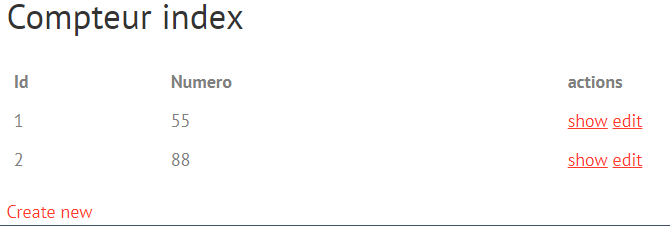 Compteur index
Id Numero actions
1 55 show edit
2 88 show edit
Create new